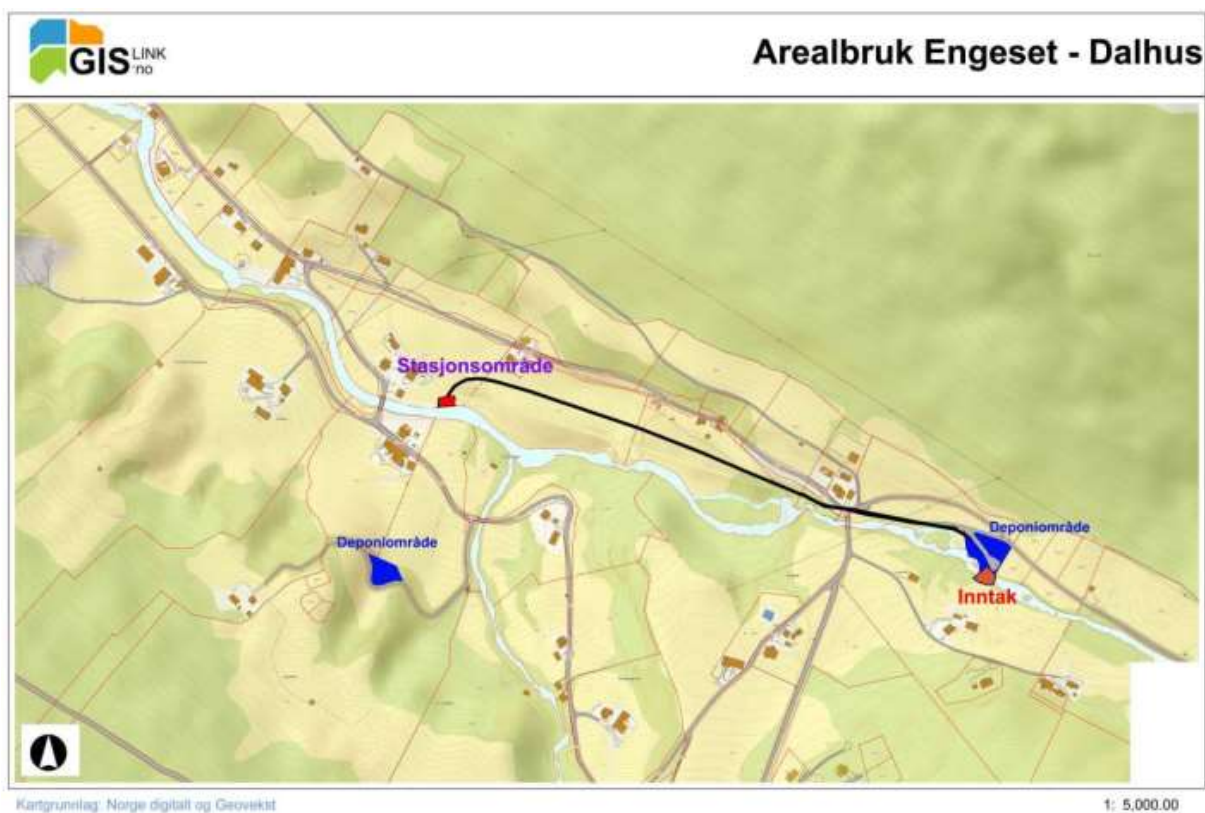 GIS LINK
.no
Arealbruk Engeset - Dalhus
Stasjonsområde
Deponiområde
Deponiområde
Inntak
Kartgrunnlag: Norge digitalt og Geovekst
1: 5,000.00